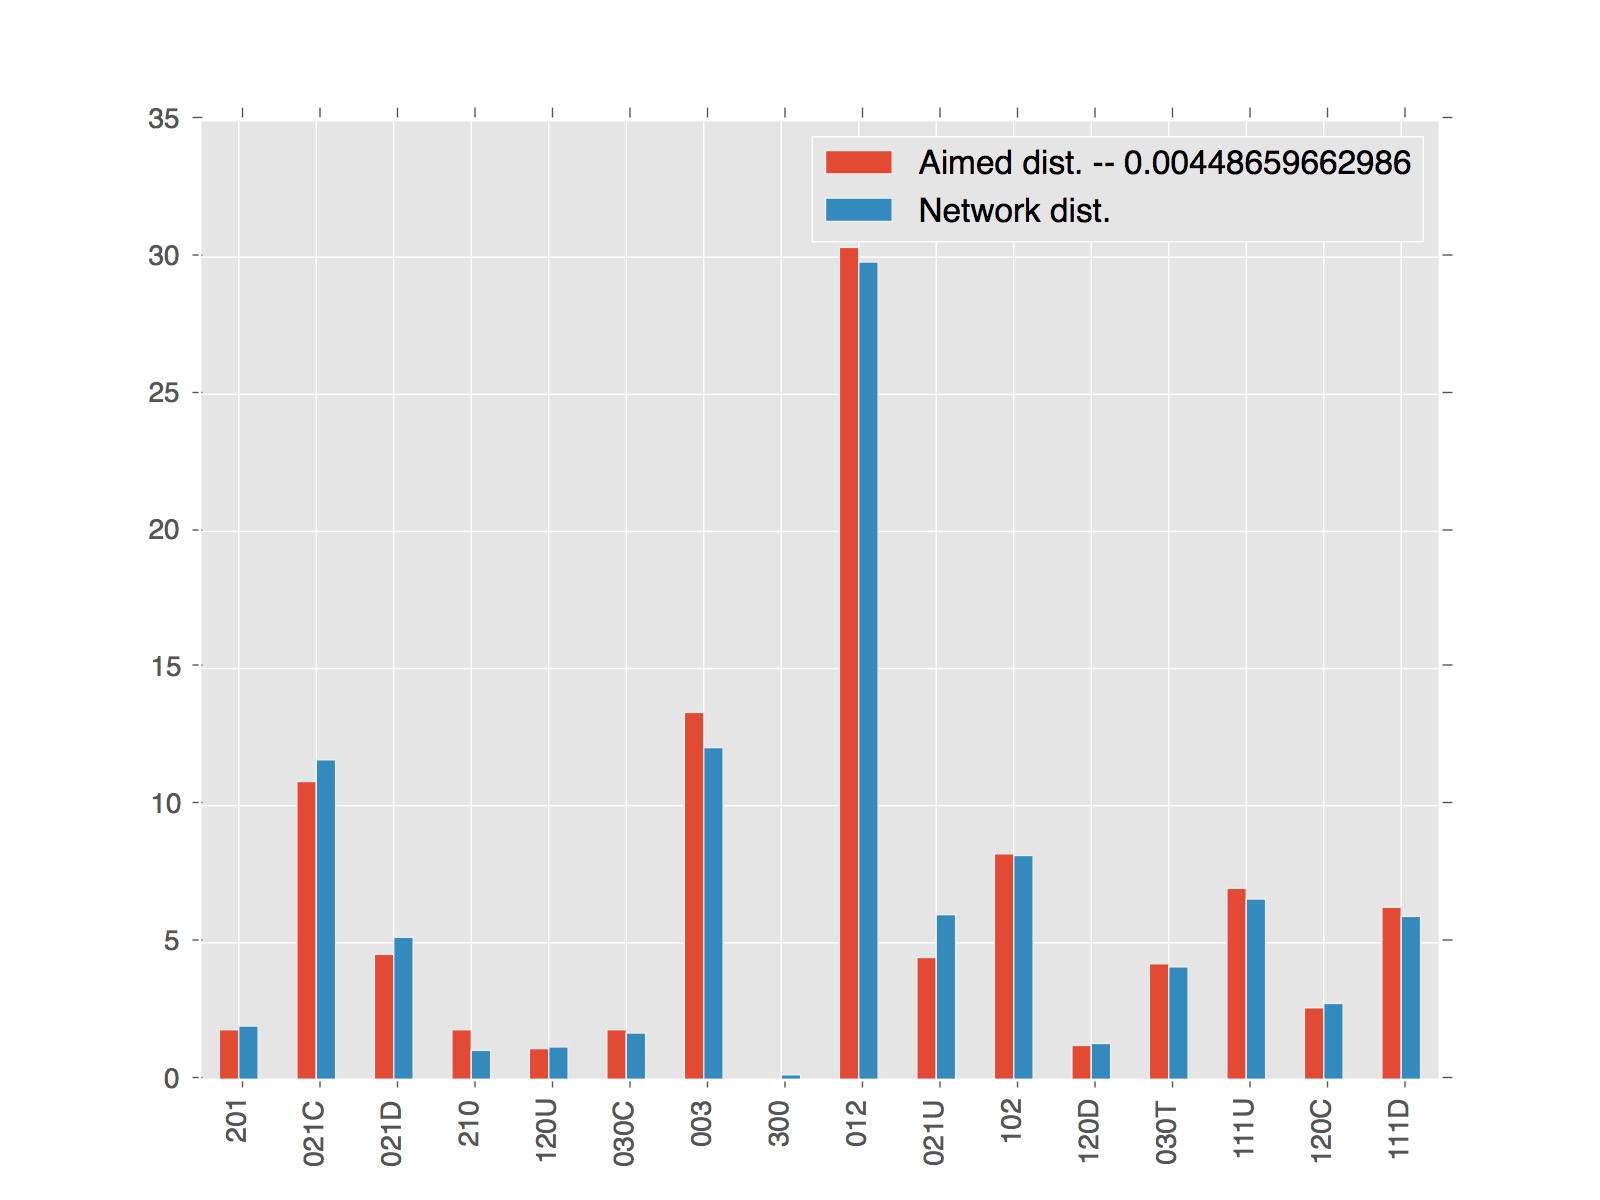 35
30
25
20
15
10
5
0
Aimed dist. -- 0.00448659662986
Network dist.
201
021C
021D
210
120U
030C
003
300
012
021U
102
120D
030T
111U
120C
111D